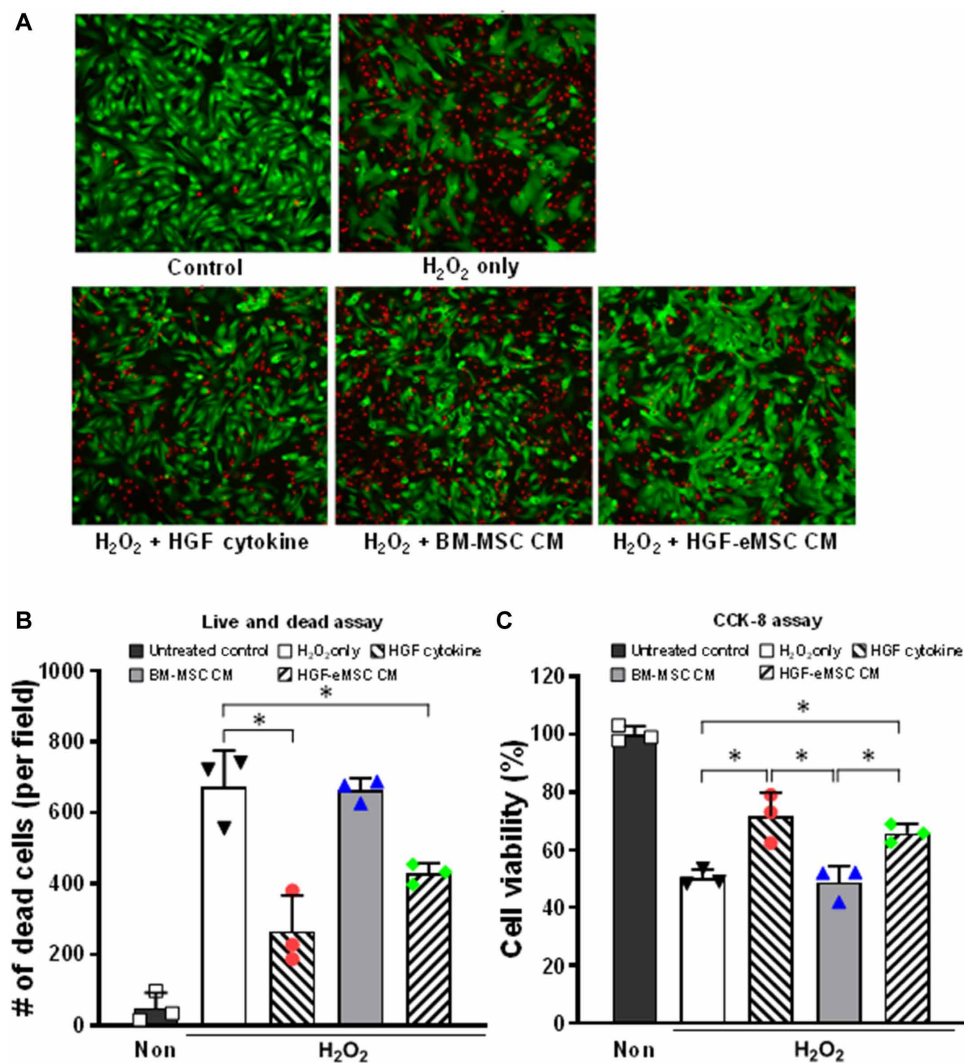 A
Control
H₂O₂ only
H₂O₂ + HGF cytokine
H₂O₂ + BM-MSC CM
H₂O₂ + HGF-eMSC CM
B
Live and dead assay
Untreated control
H₂O₂only
HGF cytokine
BM-MSC CM
HGF-eMSC CM
# of dead cells (per field)
1000
800
600
400
200
0
*
*
Non
H₂O₂
C
CCK-8 assay
Untreated control
H₂O₂ only
HGF cytokine
BM-MSC CM
HGF-eMSC CM
Cell viability (%)
120
100
80
60
40
20
0
*
*
*
*
Non
H₂O₂